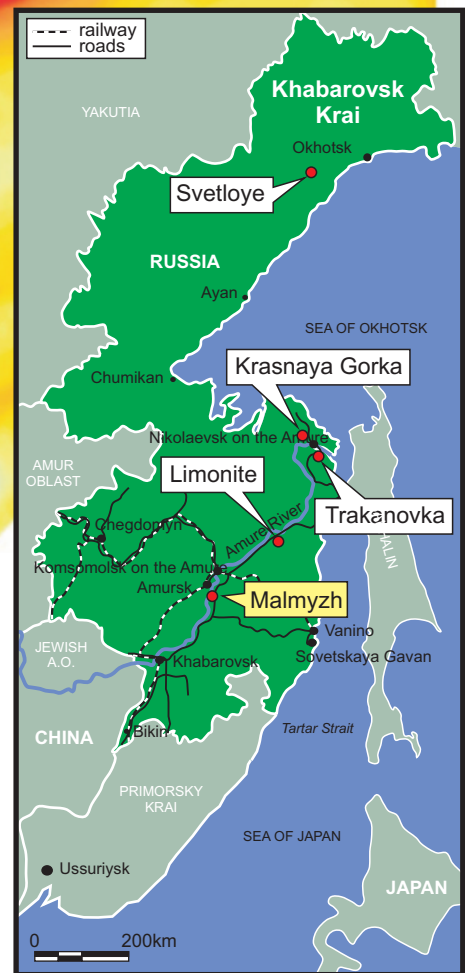 railway
roads
Khabarovsk
Krai
YAKUTIA
Okhotsk
Svetloye
RUSSIA
Ayan
SEA OF OKHOTSK
Krasnaya Gorka
Chumikan
Nikolaevsk on the Amure
AMUR
OBLAST
Limonite
Trakanovka
Chegdomyn
Amure River
HALIN
Komspmolsk on the Amure
Amursk
Malmyzh
JEWISH
A.O.
Vanino
Khabarovsk
Sovetskaya Gavan
CHINA
Bikin
Tartar Strait
PRIMORSKY
KRAI
SEA OF JAPAN
Ussuriysk
JAPAN
0 200km